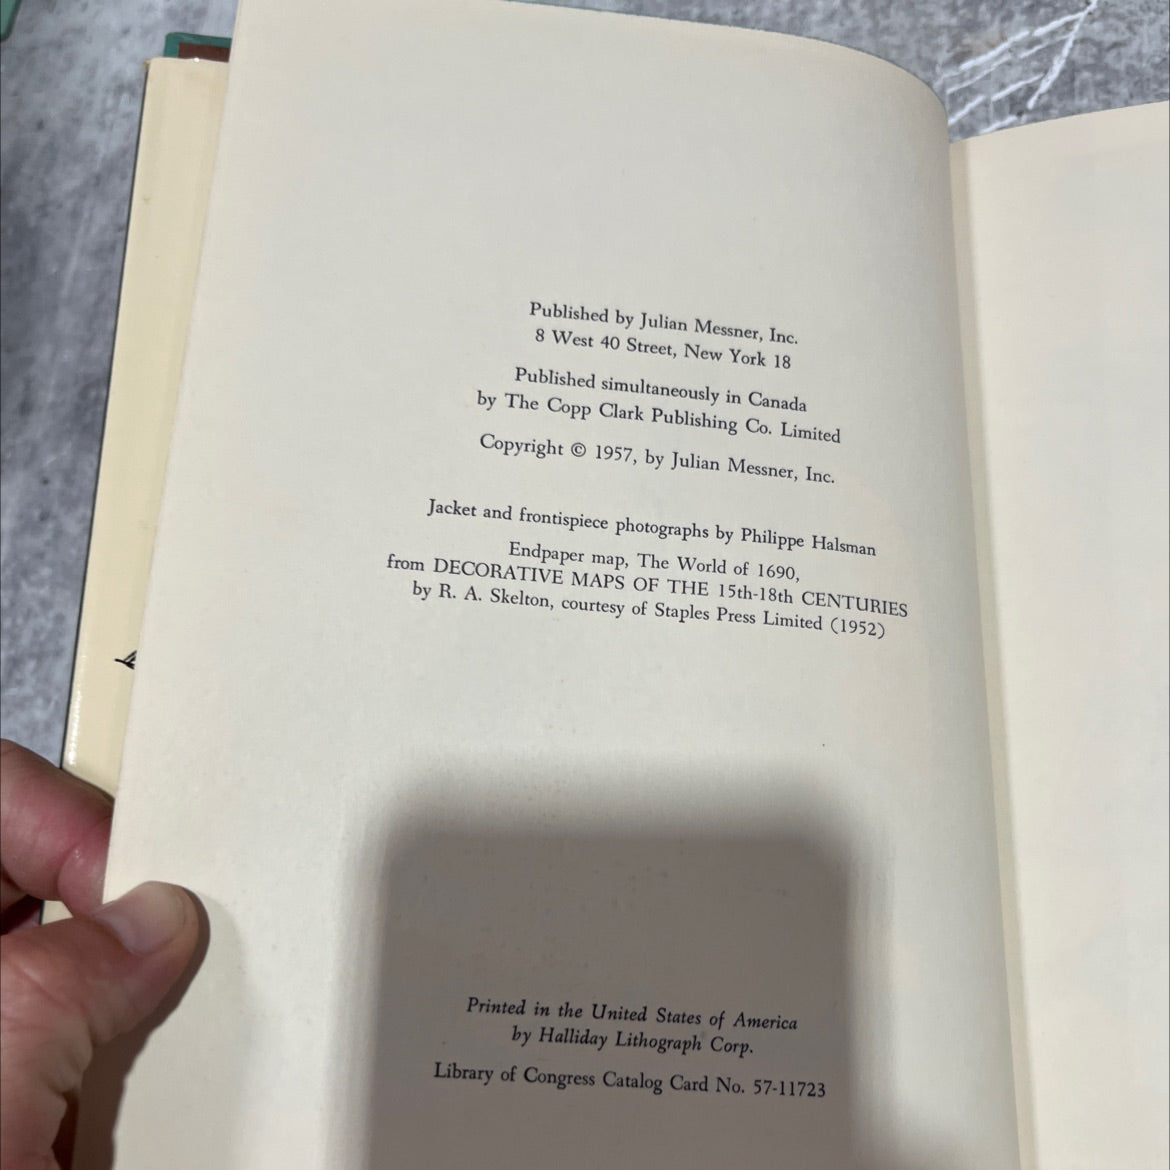 Published by Julian Messner, Inc.
8 West 40 Street, New York 18
Published simultaneously in Canada
by The Copp Clark Publishing Co. Limited
Copyright © 1957, by Julian Messner, Inc.
Jacket and frontispiece photographs by Philippe Halsman
Endpaper map, The World of 1690,
from DECORATIVE MAPS OF THE 15th-18th CENTURIES
by R. A. Skelton, courtesy of Staples Press Limited (1952)
Printed in the United States of America
by Halliday Lithograph Corp.
Library of Congress Catalog Card No. 57-11723